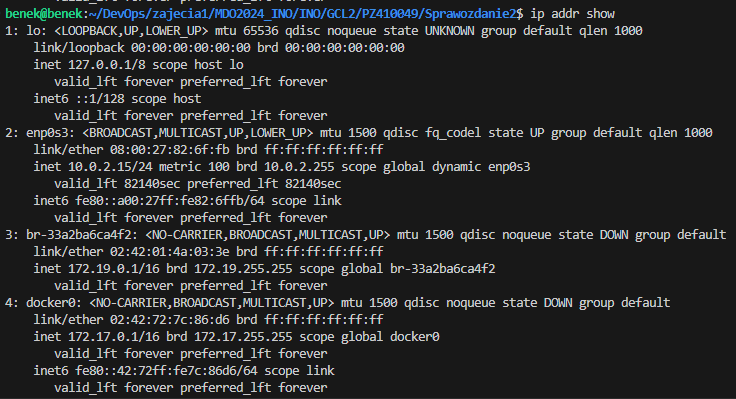 benek@benek:~/DevOps/zajecia1/MDO2024_INO/INO/GCL2/PZ410049/Sprawozdanie2$ ip addr show
1: lo: <LOOPBACK,UP,LOWER_UP> mtu 65536 qdisc noqueue state UNKNOWN group default qlen 1000
    link/loopback 00:00:00:00:00:00 brd 00:00:00:00:00:00
    inet 127.0.0.1/8 scope host lo
       valid_lft forever preferred_lft forever
    inet6 ::1/128 scope host
       valid_lft forever preferred_lft forever
2: enp0s3: <BROADCAST,MULTICAST,UP,LOWER_UP> mtu 1500 qdisc fq_codel state UP group default qlen 1000
    link/ether 08:00:27:82:6f:fb brd ff:ff:ff:ff:ff:ff
    inet 10.0.2.15/24 metric 100 brd 10.0.2.255 scope global dynamic enp0s3
       valid_lft 82140sec preferred_lft 82140sec
    inet6 fe80::a00:27ff:fe82:6ffb/64 scope link
       valid_lft forever preferred_lft forever
3: br-33a2ba6ca4f2: <NO-CARRIER,BROADCAST,MULTICAST,UP> mtu 1500 qdisc noqueue state DOWN group default
    link/ether 02:42:01:4a:03:3e brd ff:ff:ff:ff:ff:ff
    inet 172.19.0.1/16 brd 172.19.255.255 scope global br-33a2ba6ca4f2
       valid_lft forever preferred_lft forever
4: docker0: <NO-CARRIER,BROADCAST,MULTICAST,UP> mtu 1500 qdisc noqueue state DOWN group default
    link/ether 02:42:72:7c:86:d6 brd ff:ff:ff:ff:ff:ff
    inet 172.17.0.1/16 brd 172.17.255.255 scope global docker0
       valid_lft forever preferred_lft forever
    inet6 fe80::42:72ff:fe7c:86d6/64 scope link
       valid_lft forever preferred_lft forever